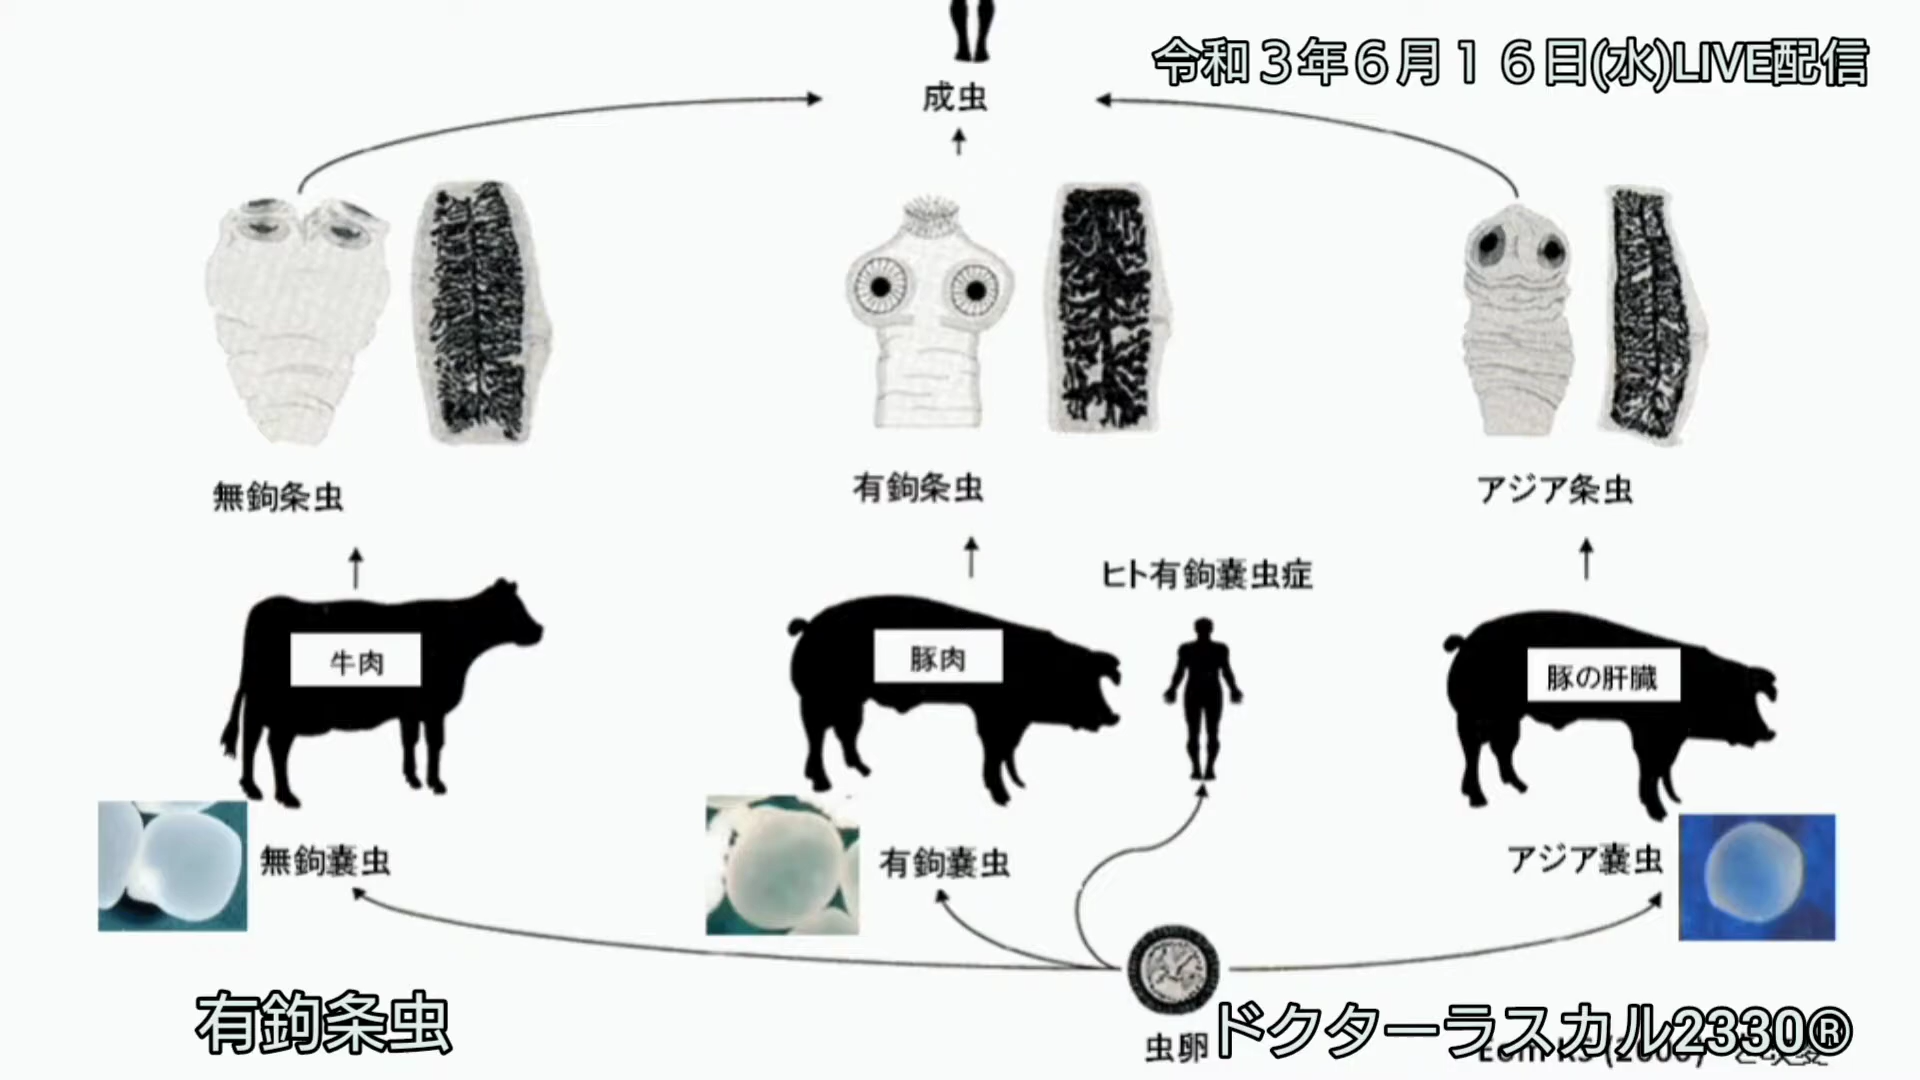 令和３年６月１６日(水)LIVE配信
成虫
無鉤条虫
有鉤条虫
アジア条虫
ヒト有鉤嚢虫症
牛肉
豚肉
豚の肝臓
無鉤嚢虫
有鉤嚢虫
アジア嚢虫
有鉤条虫
虫卵
ドクターラスカル2330®